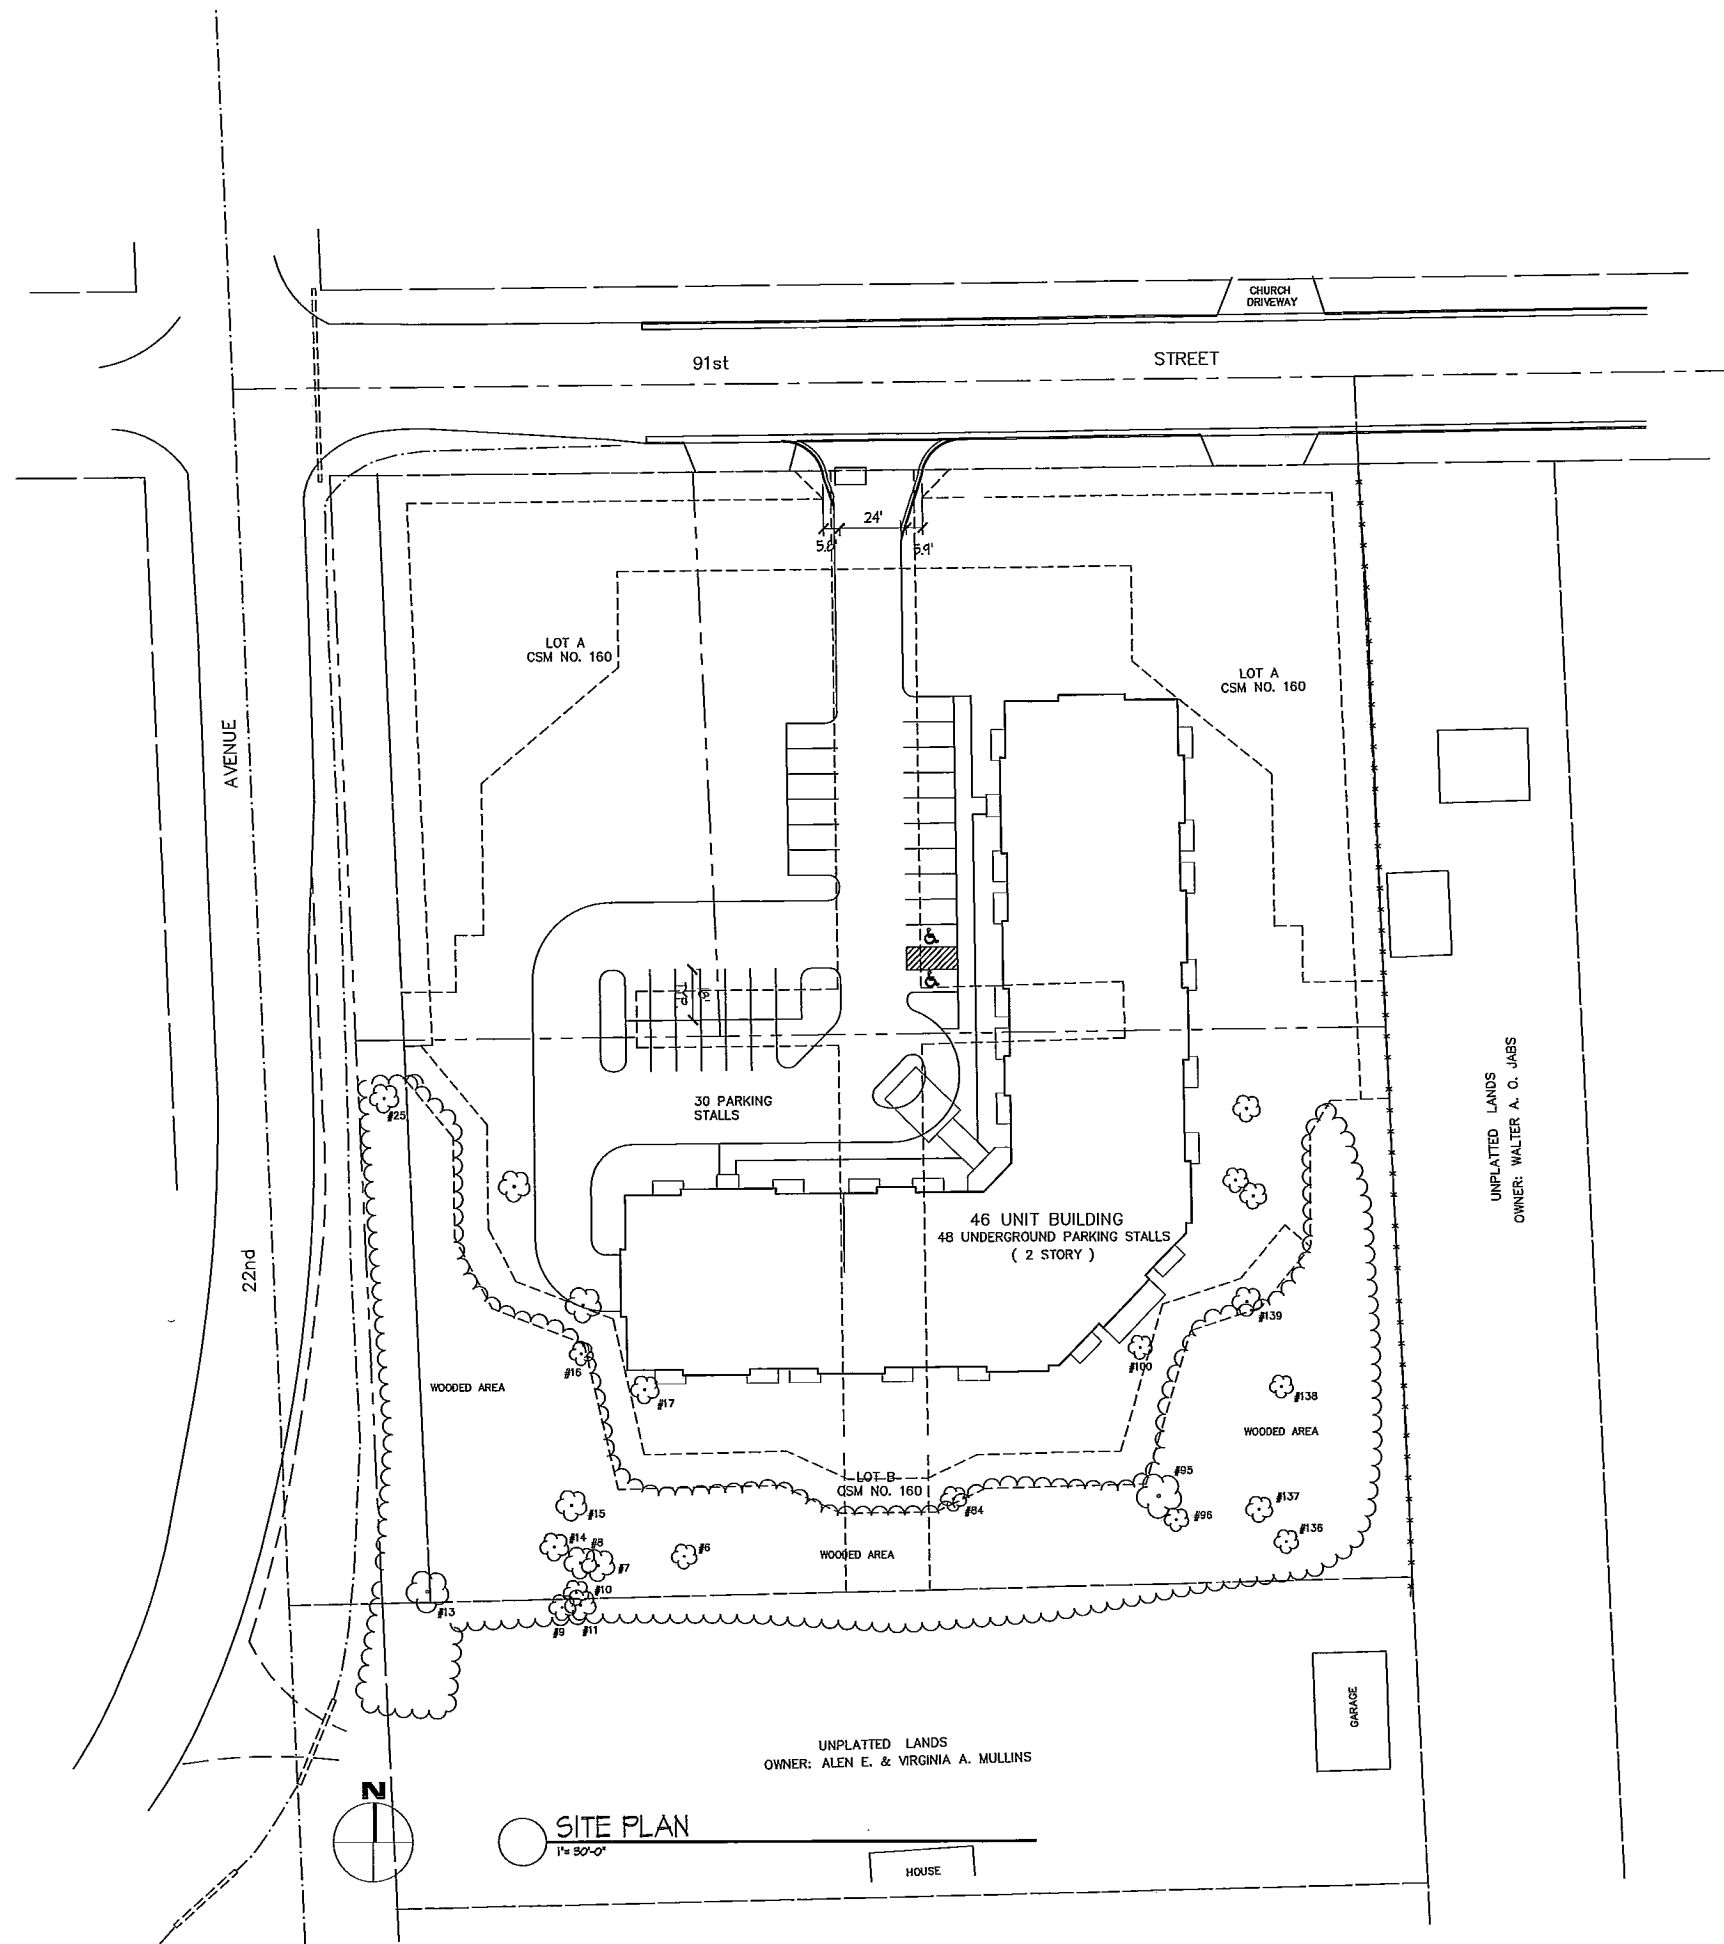 CHURCH
DRIVEWAY
91st
STREET
24'
5.9'
LOT A
CSM NO. 160
LOT A
CSM NO. 160
AVENUE
18'
TYP.
30 PARKING
STALLS
#25
UNPLATTED LANDS
OWNER: WALTER A. O. JABS
46 UNIT BUILDING
48 UNDERGROUND PARKING STALLS
( 2 STORY )
22nd
#139
#16
#100
WOODED AREA
#17
#138
WOODED AREA
LOT B
CSM NO. 160
#95
#15
#84
#96
#137
#136
#14
#8
#7
#6
WOODED AREA
#10
#13
#9
#11
GARAGE
UNPLATTED LANDS
OWNER: ALEN E. & VIRGINIA A. MULLINS
N
SITE PLAN
1"= 30'-0"
HOUSE